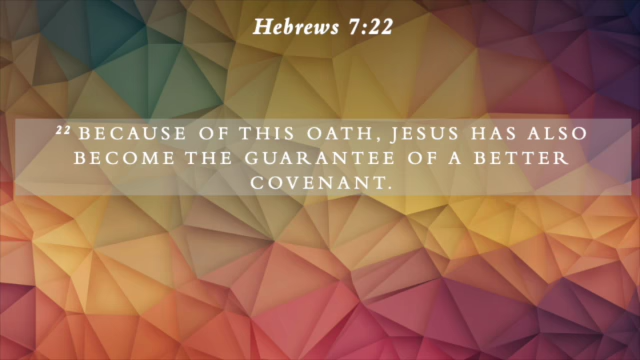 Hebrews 7:22
22 BECAUSE OF THIS OATH, JESUS HAS ALSO
BECOME THE GUARANTEE OF A BETTER
COVENANT.